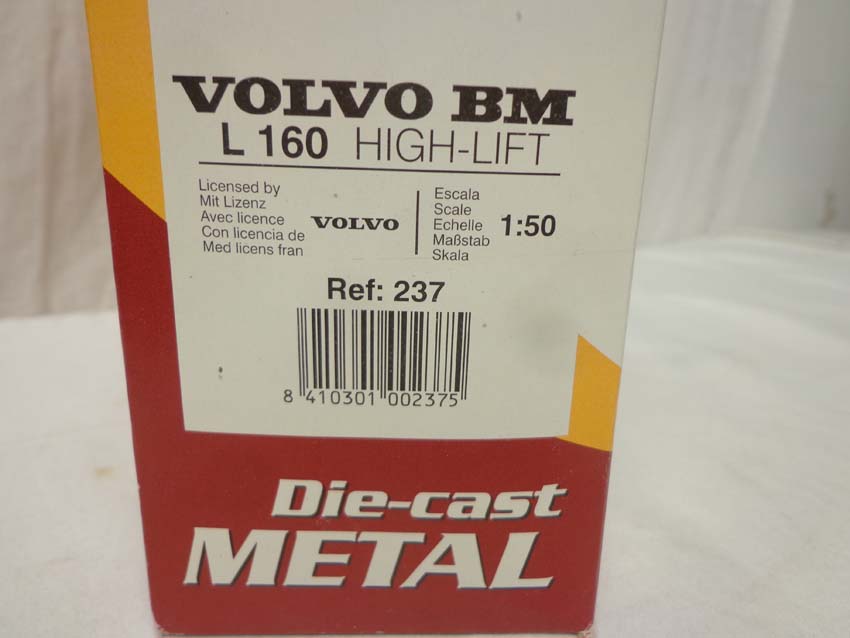 VOLVO BM
L 160 HIGH-LIFT
Licensed by
Mit Lizenz
Avec licence
Con licencia de
Med licens fran
VOLVO
Escala
Scale
Echelle
Maßstab
Skala
1:50
Ref: 237
8 410301 002375
Die-cast
METAL